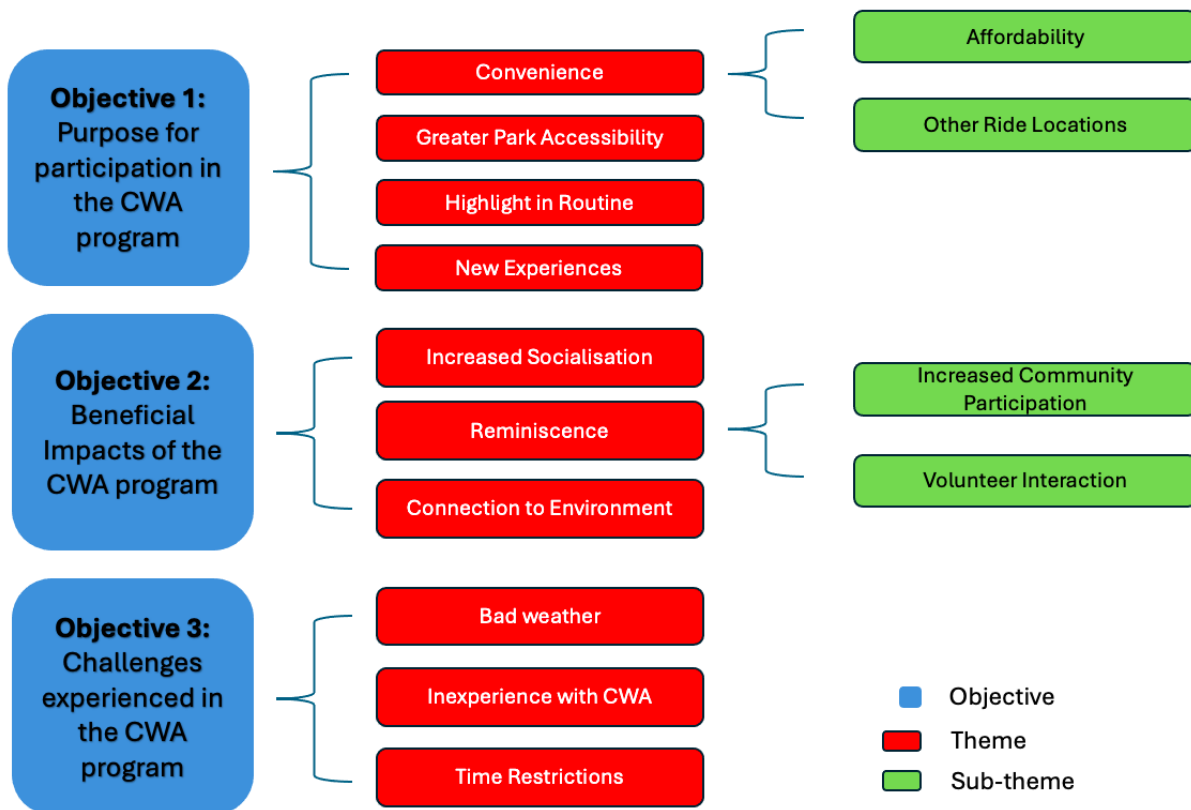 Objective 1:
Purpose for
participation in
the CWA
program
Convenience
Greater Park Accessibility
Highlight in Routine
New Experiences
Affordability
Other Ride Locations
Objective 2:
Beneficial
Impacts of the
CWA program
Increased Socialisation
Reminiscence
Connection to Environment
Increased Community
Participation
Volunteer Interaction
Objective 3:
Challenges
experienced in
the CWA
program
Bad weather
Inexperience with CWA
Time Restrictions
Objective
Theme
Sub-theme